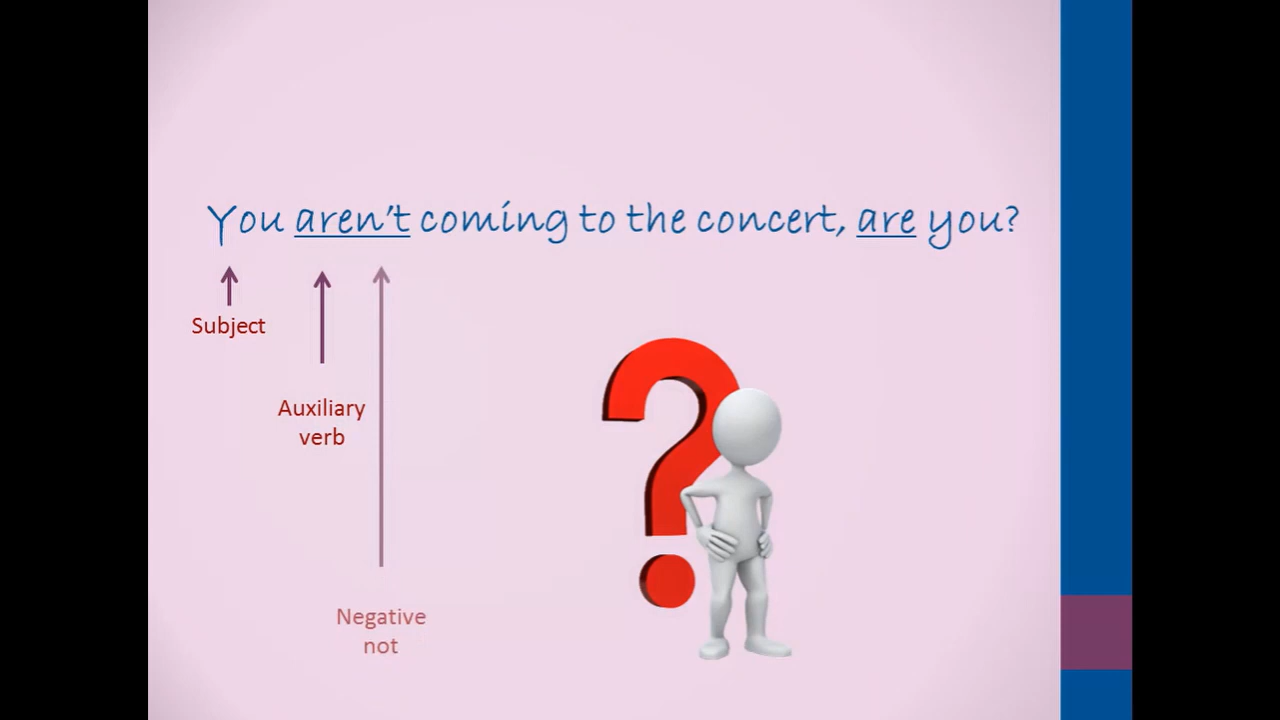 You aren't coming to the concert, are you?
Subject
Auxiliary
verb
Negative
not